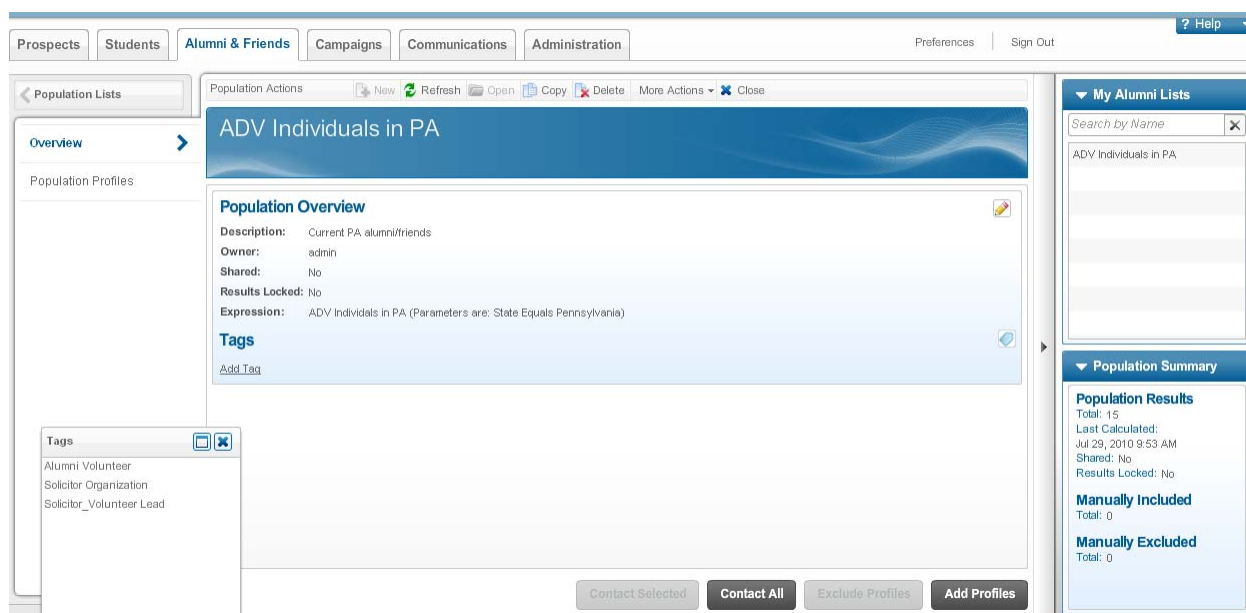 ? Help
Prospects Students Alumni & Friends Campaigns Communications Administration Preferences Sign Out
Population Lists
Overview
Population Profiles
Population Actions New Refresh Open Copy Delete More Actions Close
ADV Individuals in PA
Population Overview
Description: Current PA alumni/friends
Owner: admin
Shared: No
Results Locked: No
Expression: ADV Individals in PA (Parameters are: State Equals Pennsylvania)
Tags
Add Tag
Tags
Alumni Volunteer
Solicitor Organization
Solicitor_Volunteer Lead
Contact Selected Contact All Exclude Profiles Add Profiles
My Alumni Lists
Search by Name
ADV Individuals in PA
Population Summary
Population Results
Total: 15
Last Calculated:
Jul 29, 2010 9:53 AM
Shared: No
Results Locked: No
Manually Included
Total: 0
Manually Excluded
Total: 0